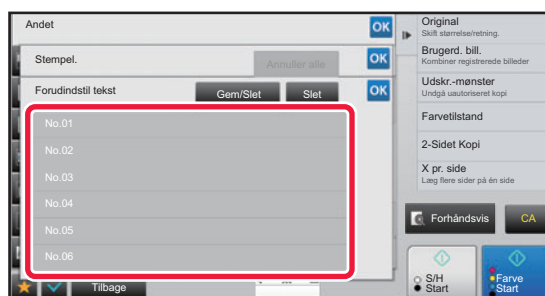 Andet
OK
Stempel.
Annuller alle
OK
Forudindstil tekst
Gem/Slet
Slet
OK
No.01
No.02
No.03
No.04
No.05
No.06
Tilbage
Original
Skift størrelse/retning.
Brugerd. bill.
Kombiner registrerede billeder
Udskr.-mønster
Undgå uautoriseret kopi
Farvetilstand
2-Sidet Kopi
X pr. side
Læg flere sider på én side
Forhåndsvis
CA
S/H
Start
Farve
Start